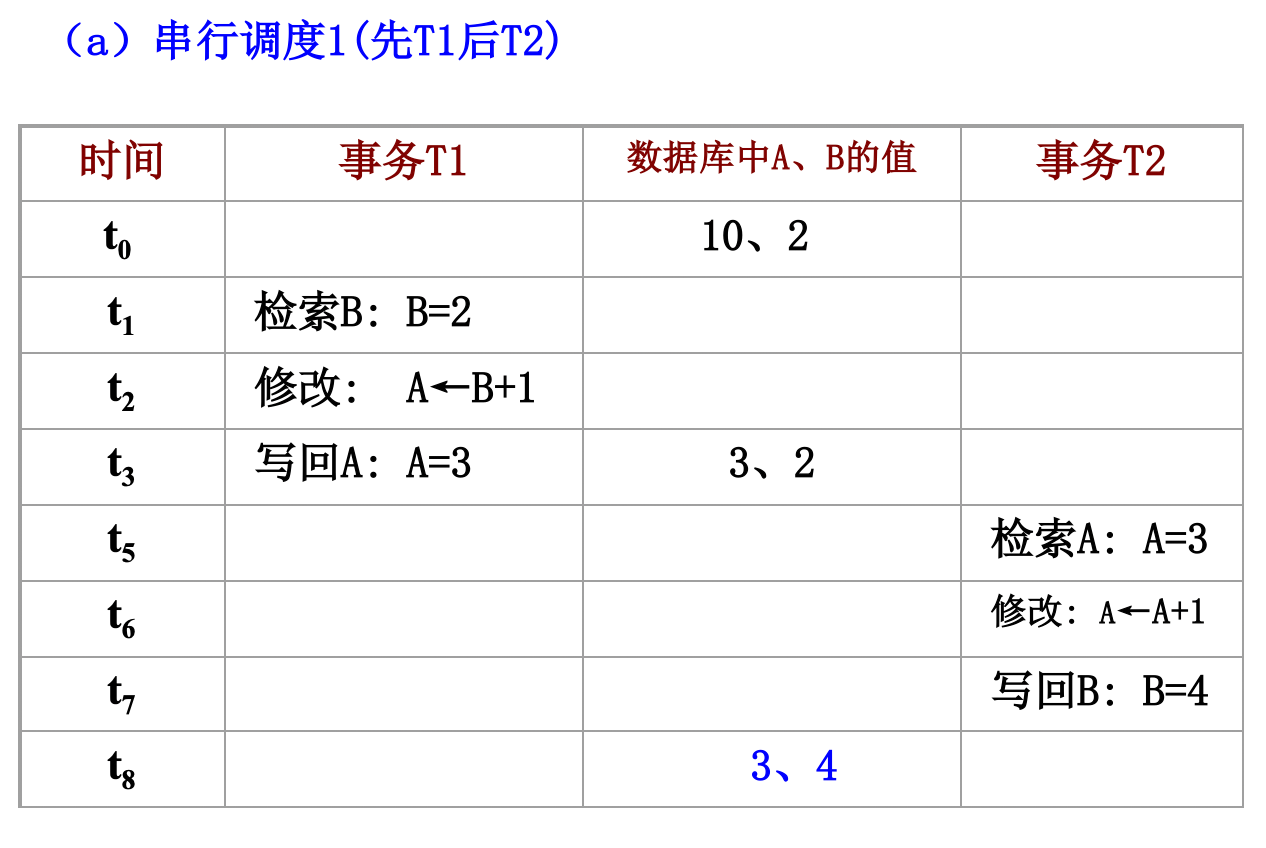 （a）串行调度1(先T1后T2)
时间 事务T1 数据库中A、B的值 事务T2
t0 10、2
t1 检索B: B=2
t2 修改: A←B+1
t3 写回A: A=3 3、2
t5 检索A: A=3
t6 修改: A←A+1
t7 写回B: B=4
t8 3、4